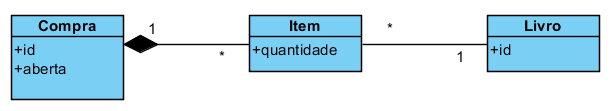 Compra
+id
+aberta
1
*
Item
+quantidade
*
1
Livro
+id